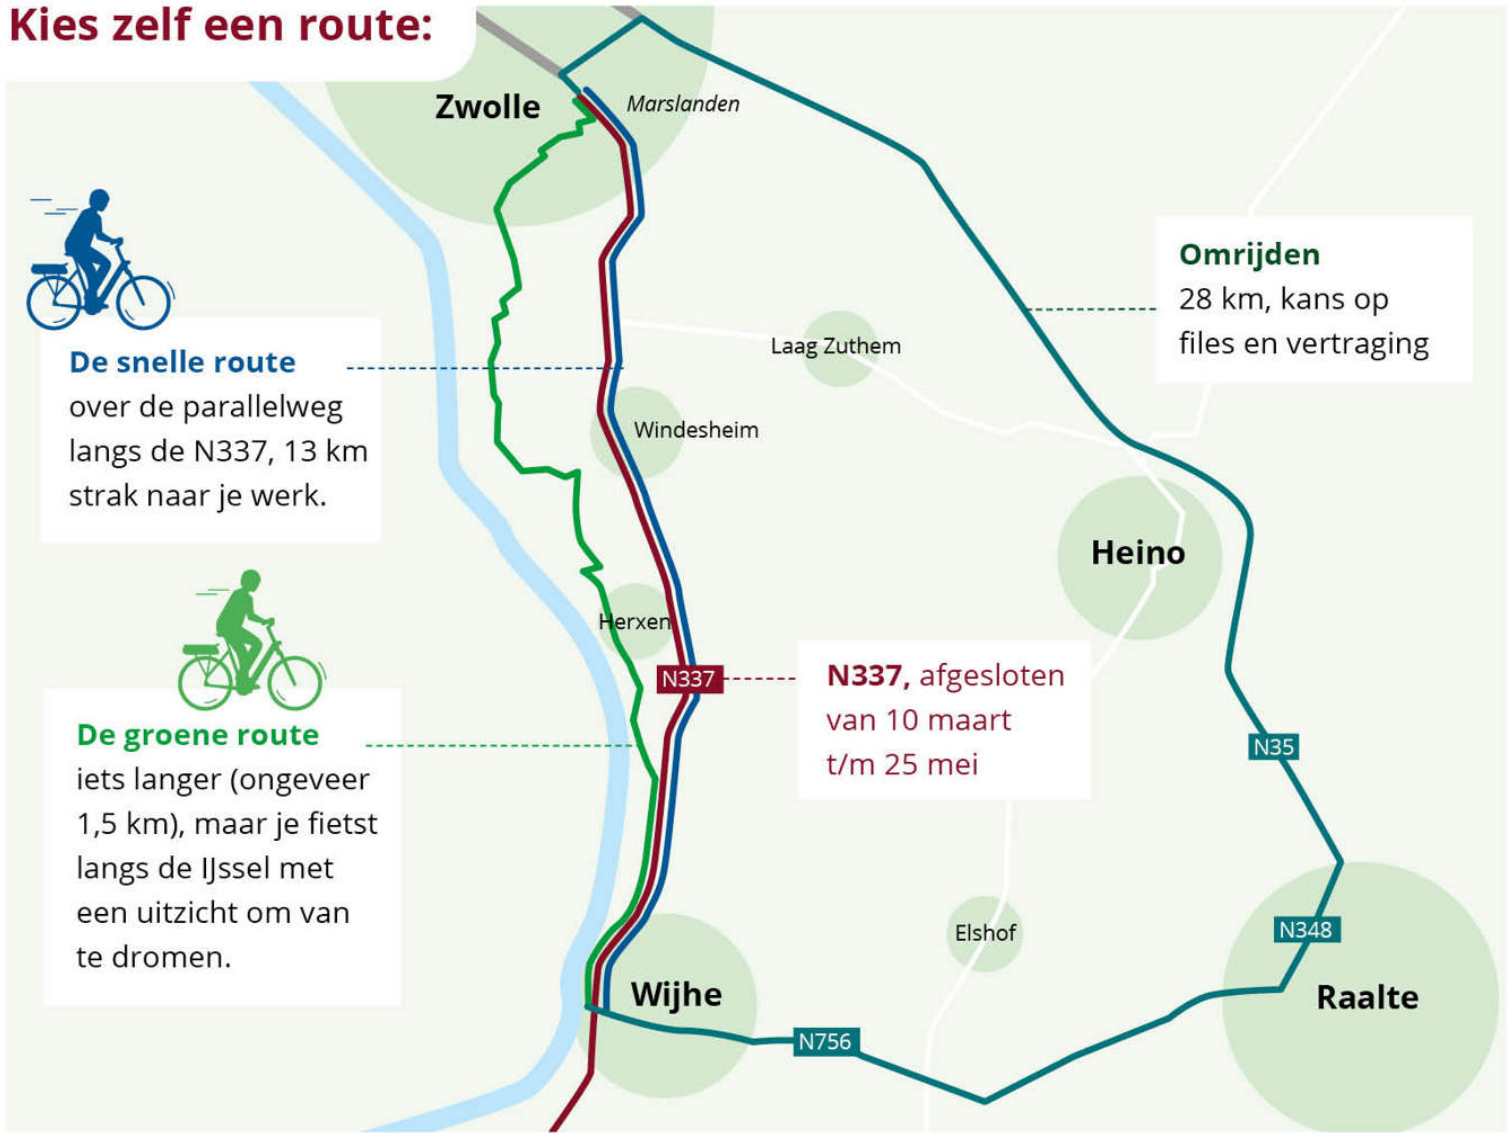 Kies zelf een route:
Zwolle
Marslanden
Omrijden
28 km, kans op
files en vertraging
De snelle route
over de parallelweg
langs de N337, 13 km
strak naar je werk.
Laag Zuthem
Windesheim
Heino
Herxen
N337
N337, afgesloten
van 10 maart
t/m 25 mei
De groene route
iets langer (ongeveer
1,5 km), maar je fietst
langs de IJssel met
een uitzicht om van
te dromen.
N35
N348
Elshof
Wijhe
Raalte
N756